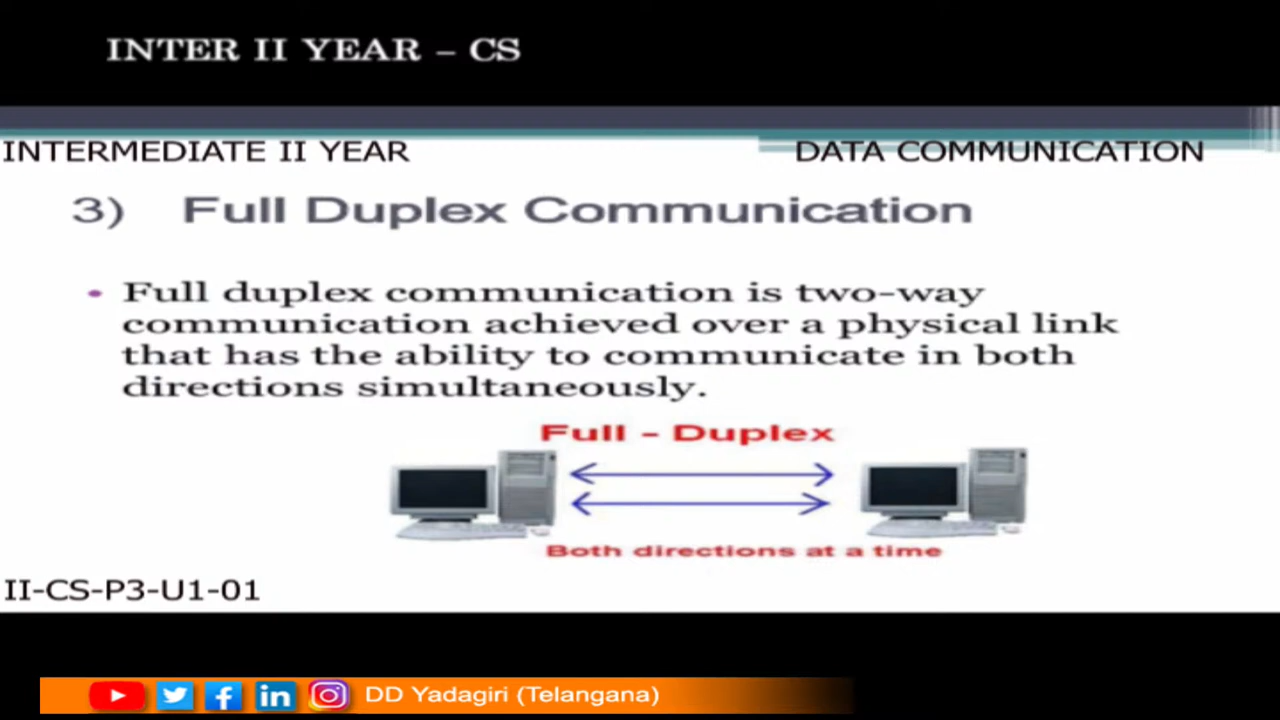 INTER II YEAR – CS
INTERMEDIATE II YEAR
DATA COMMUNICATION
3) Full Duplex Communication
• Full duplex communication is two-way
communication achieved over a physical link
that has the ability to communicate in both
directions simultaneously.
Full - Duplex
Both directions at a time
II-CS-P3-U1-01
DD Yadagiri (Telangana)